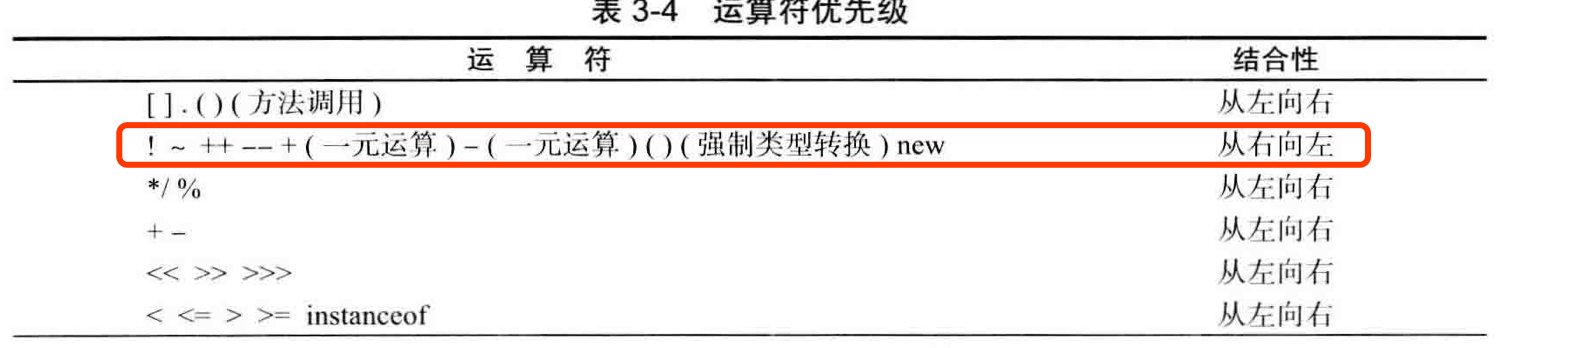 表 3-4 运算符优先级
运 算 符 结合性
[ ] . ( ) ( 方法调用 ) 从左向右
! ~ ++ -- + ( 一元运算 ) - ( 一元运算 ) ( ) ( 强制类型转换 ) new 从右向左
* / % 从左向右
+ - 从左向右
<< >> >>> 从左向右
< <= > >= instanceof 从左向右